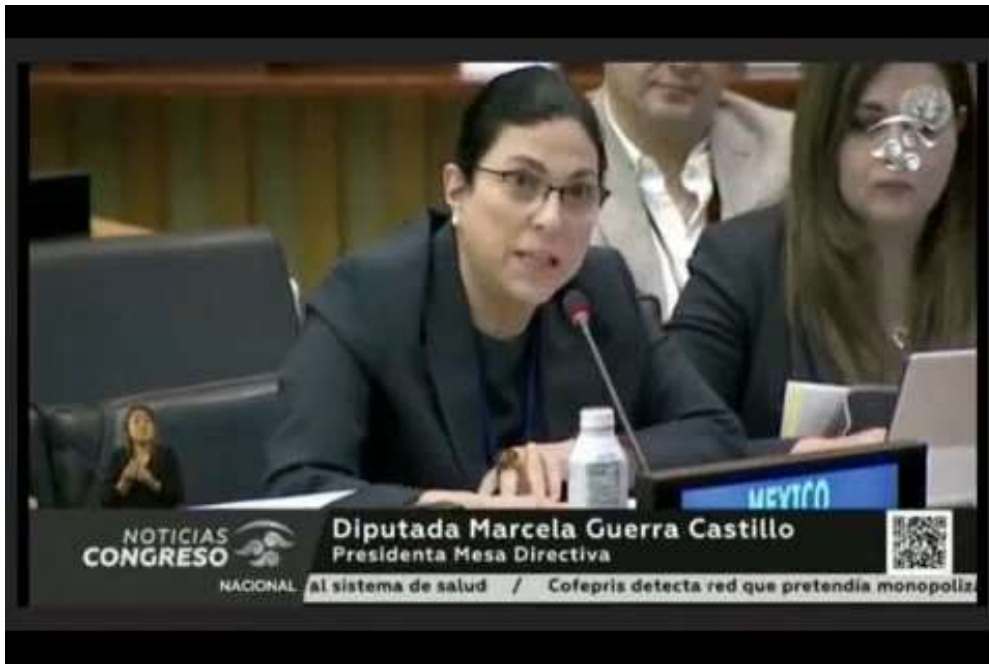 MEXICO
NOTICIAS
CONGRESO
Diputada Marcela Guerra Castillo
Presidenta Mesa Directiva
NACIONAL
al sistema de salud / Cofepris detecta red que pretendía monopoliz